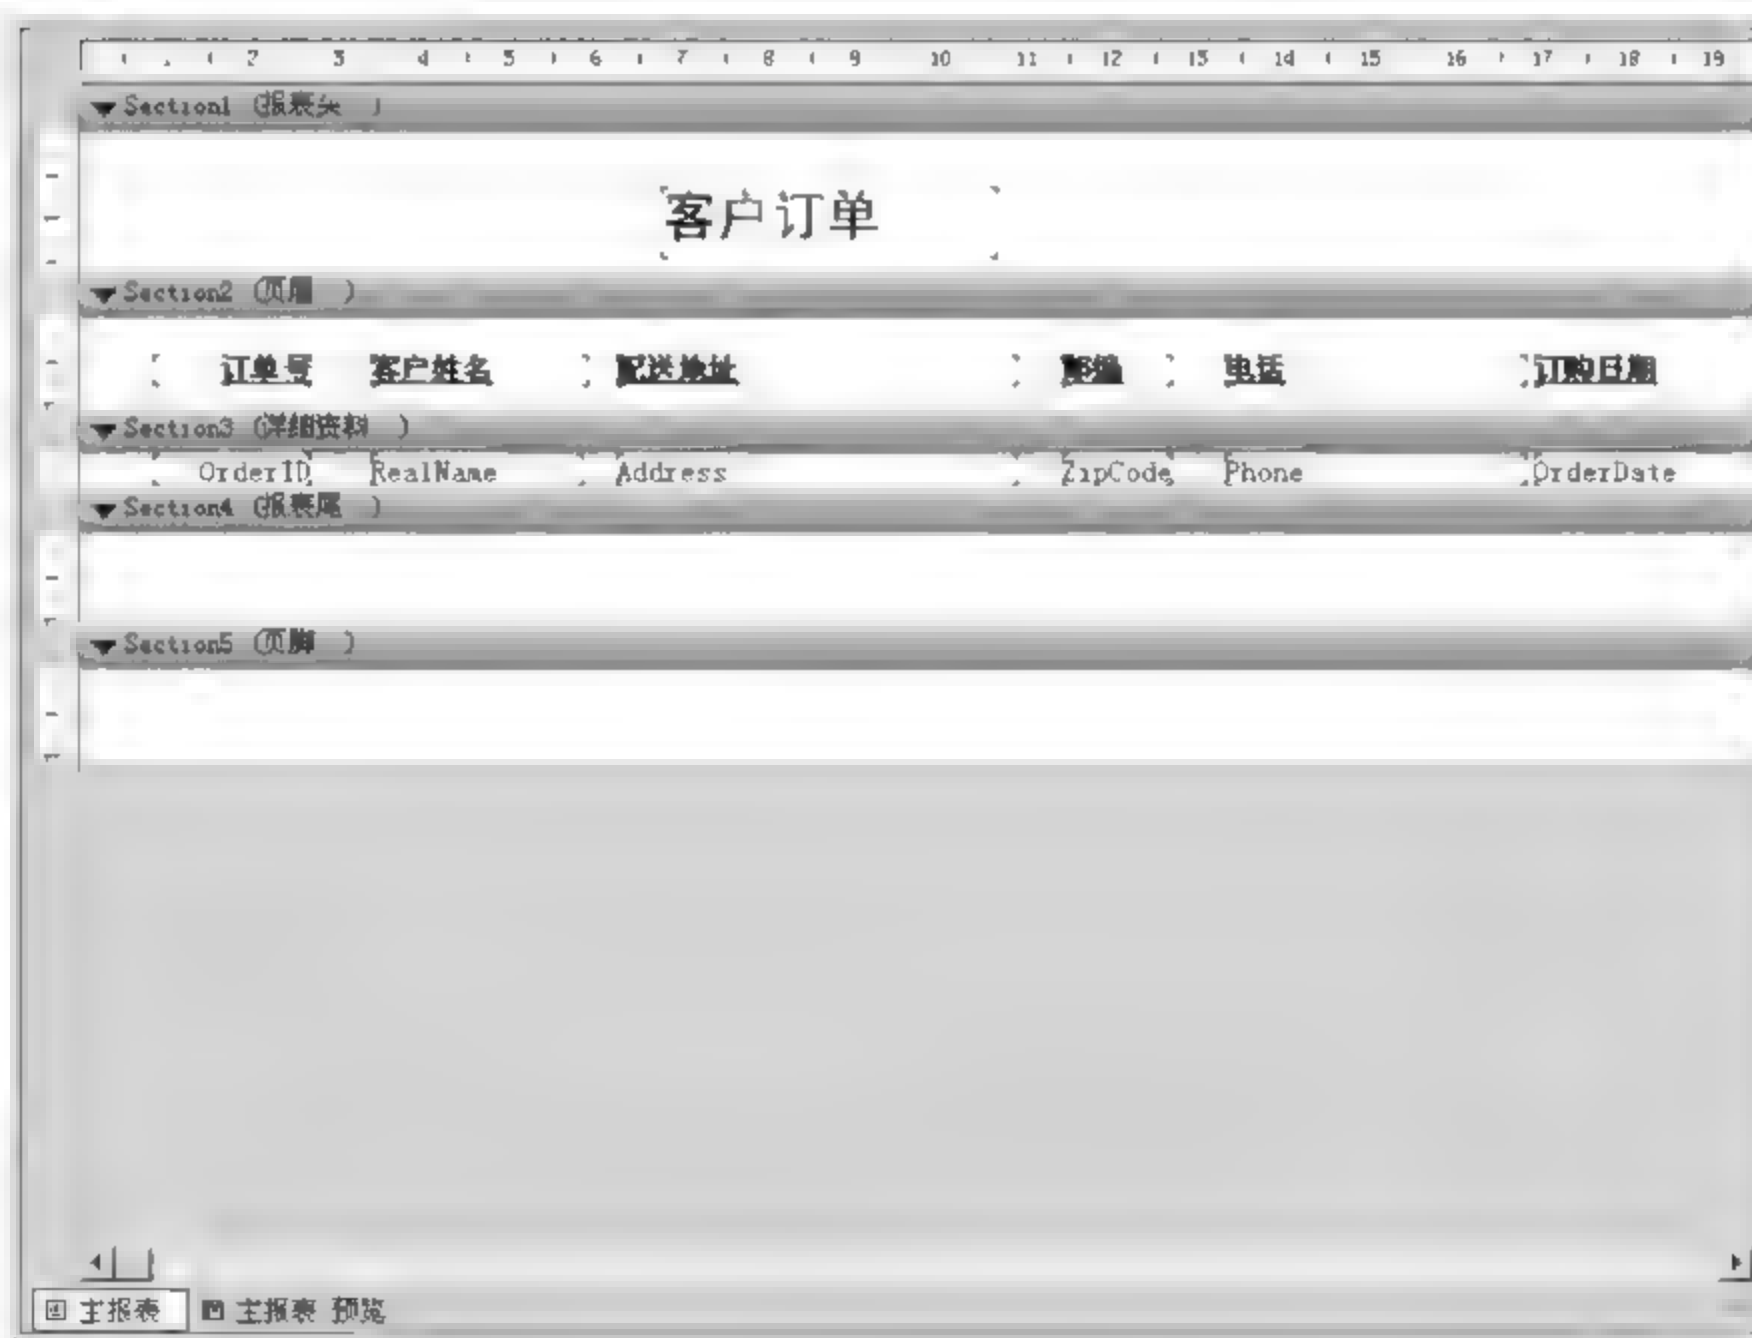 2 3 4 5 6 7 8 9 10 11 12 13 14 15 16 17 18 19
Section1 (报表头 )
客户订单
Section2 (页眉 )
订单号 客户姓名 配送地址 邮编 电话 订购日期
Section3 (详细资料 )
OrderID RealName Address ZipCode Phone OrderDate
Section4 (报表尾 )
Section5 (页脚 )
主报表 主报表 预览